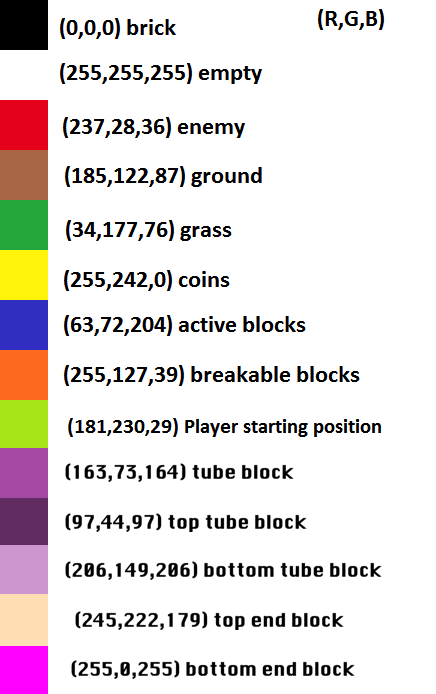 (R,G,B)
(0,0,0) brick
(255,255,255) empty
(237,28,36) enemy
(185,122,87) ground
(34,177,76) grass
(255,242,0) coins
(63,72,204) active blocks
(255,127,39) breakable blocks
(181,230,29) Player starting position
(163,73,164) tube block
(97,44,97) top tube block
(206,149,206) bottom tube block
(245,222,179) top end block
(255,0,255) bottom end block